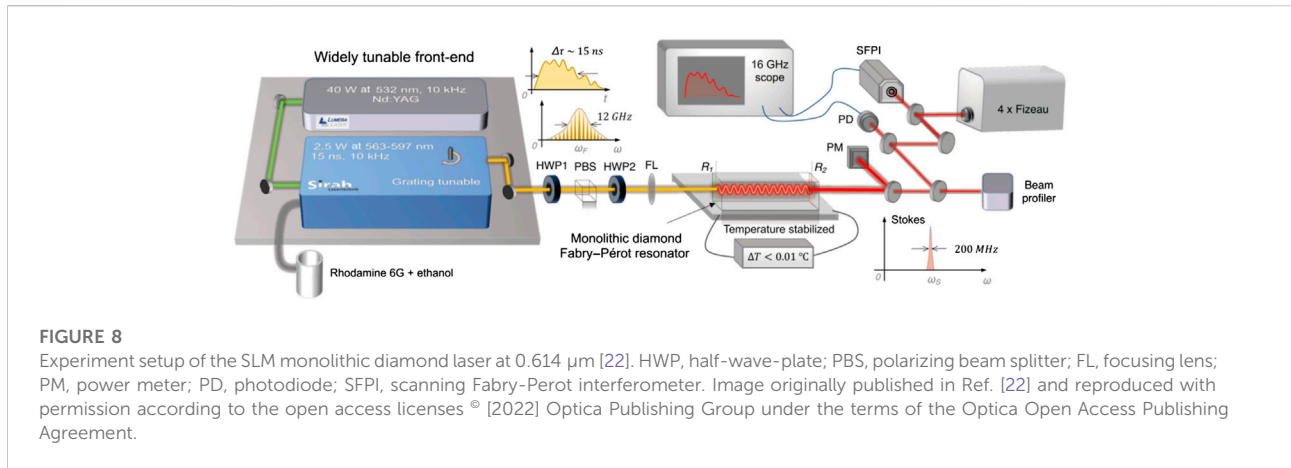 Widely tunable front-end
40 W at 532 nm, 10 kHz
Nd:YAG
LUMERA
LASER
2.5 W at 563-597 nm
15 ns, 10 kHz
Grating tunable
Sirah
Rhodamine 6G + ethanol
Δτ ~ 15 ns
0
t
12 GHz
0
ω_F
ω
HWP1
PBS
HWP2
FL
R₁
R₂
Temperature stabilized
Monolithic diamond
Fabry–Pérot resonator
ΔT < 0.01 °C
16 GHz
scope
SFPI
PD
PM
4 x Fizeau
Beam
profiler
Stokes
200 MHz
0
ω_S
ω
FIGURE 8
Experiment setup of the SLM monolithic diamond laser at 0.614 μm [22]. HWP, half-wave-plate; PBS, polarizing beam splitter; FL, focusing lens;
PM, power meter; PD, photodiode; SFPI, scanning Fabry-Perot interferometer. Image originally published in Ref. [22] and reproduced with
permission according to the open access licenses © [2022] Optica Publishing Group under the terms of the Optica Open Access Publishing
Agreement.